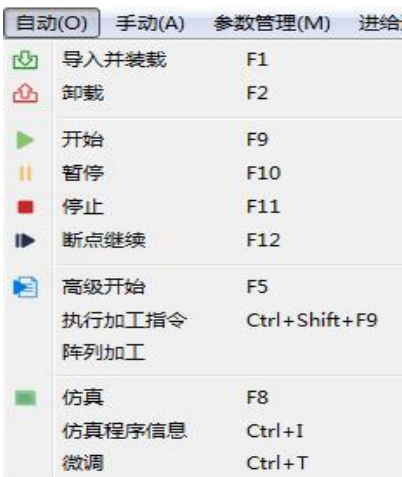 自动(O) 手动(A) 参数管理(M) 进给
导入并装载 F1
卸载 F2
开始 F9
暂停 F10
停止 F11
断点继续 F12
高级开始 F5
执行加工指令 Ctrl+Shift+F9
阵列加工
仿真 F8
仿真程序信息 Ctrl+I
微调 Ctrl+T